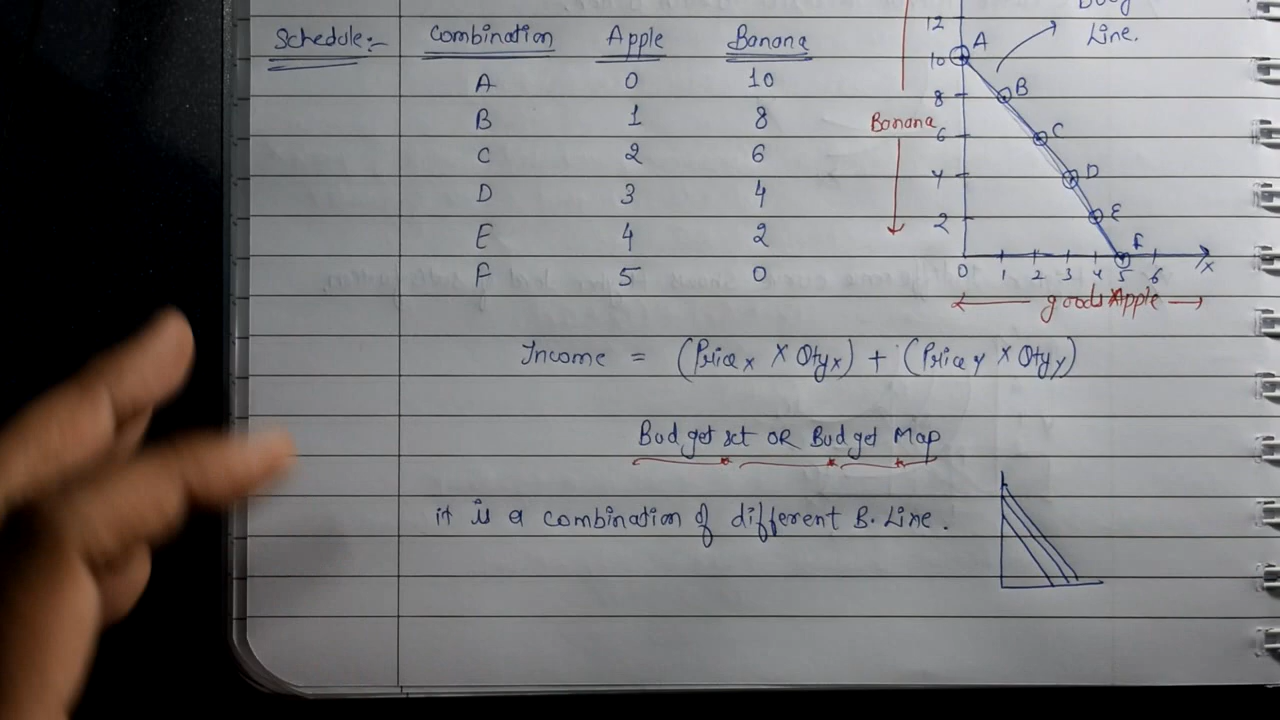 Schedule:- Combination Apple Banana
A 0 10
B 1 8
C 2 6
D 3 4
E 4 2
F 5 0
Line.
12
10
8
6
4
2
A
B
C
D
E
F
Banana
0 1 2 3 4 5 6 X
goods Apple
Income = (Price x X Qty x) + (Price y X Qty y)
Budget set OR Budget Map
it is a combination of different B. Line.